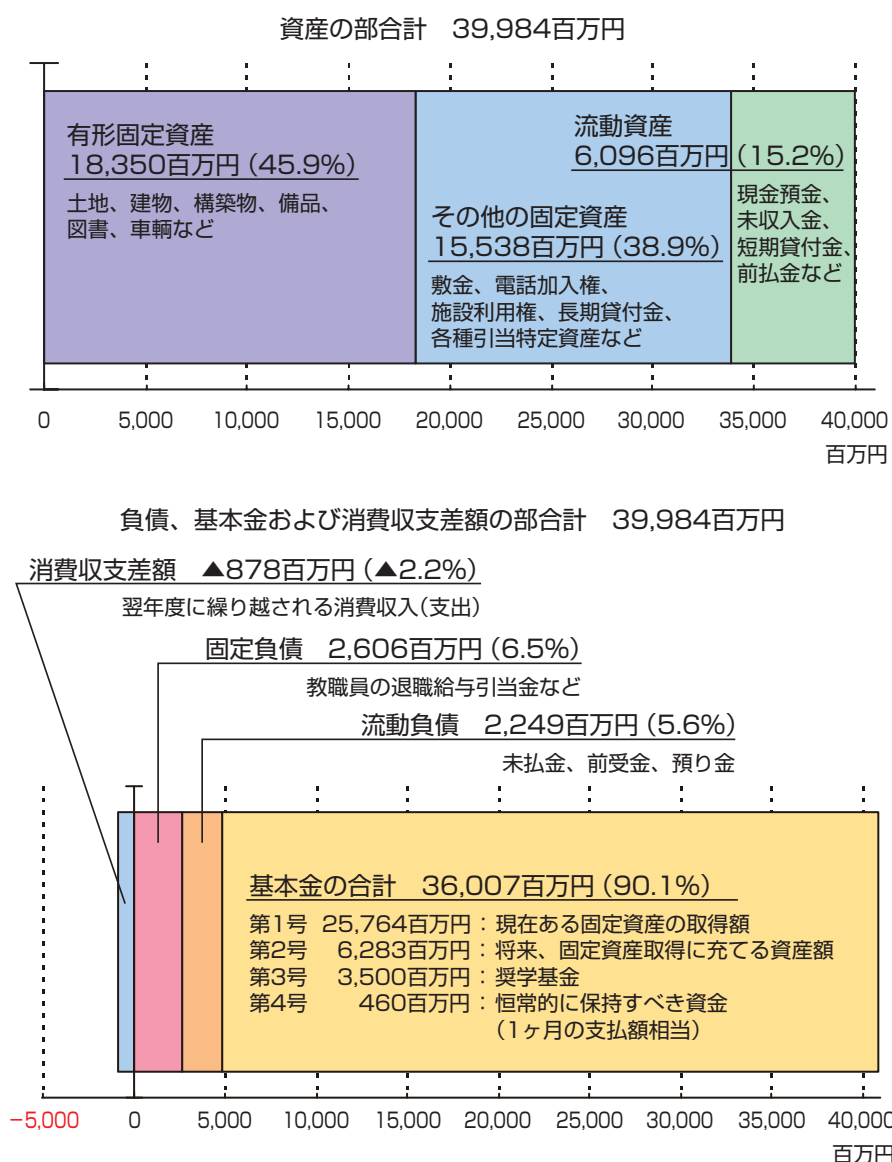 資産の部合計　39,984百万円
有形固定資産
18,350百万円（45.9%）
土地、建物、構築物、備品、
図書、車輌など
その他の固定資産
15,538百万円（38.9%）
敷金、電話加入権、
施設利用権、長期貸付金、
各種引当特定資産など
流動資産
6,096百万円（15.2%）
現金預金、
未収入金、
短期貸付金、
前払金など
0 5,000 10,000 15,000 20,000 25,000 30,000 35,000 40,000
百万円
負債、基本金および消費収支差額の部合計　39,984百万円
消費収支差額　▲878百万円（▲2.2%）
翌年度に繰り越される消費収入（支出）
固定負債　2,606百万円（6.5%）
教職員の退職給与引当金など
流動負債　2,249百万円（5.6%）
未払金、前受金、預り金
基本金の合計　36,007百万円（90.1%）
第1号 25,764百万円：現在ある固定資産の取得額
第2号 6,283百万円：将来、固定資産取得に充てる資産額
第3号 3,500百万円：奨学基金
第4号 460百万円：恒常的に保持すべき資金
（1ヶ月の支払額相当）
−5,000 0 5,000 10,000 15,000 20,000 25,000 30,000 35,000 40,000
百万円